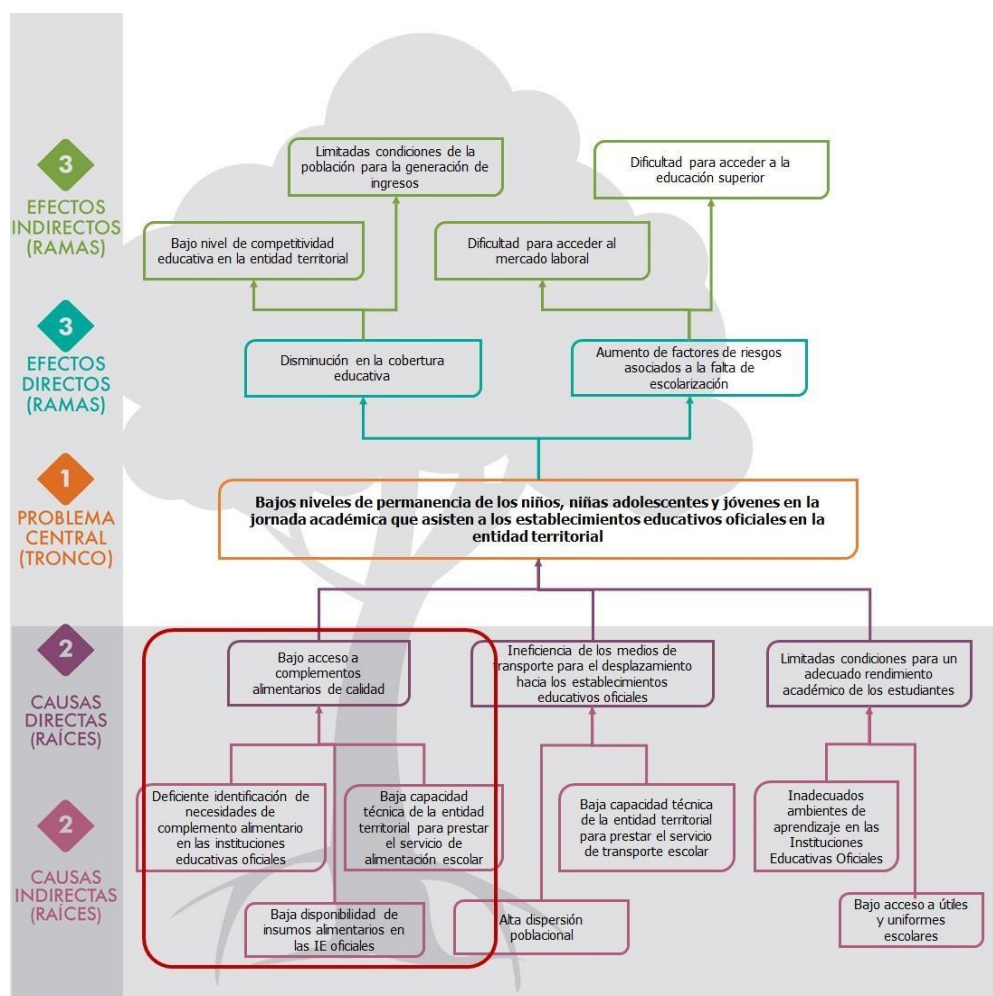 3
EFECTOS
INDIRECTOS
(RAMAS)
Limitadas condiciones de la
población para la generación de
ingresos
Dificultad para acceder a la
educación superior
Bajo nivel de competitividad
educativa en la entidad territorial
Dificultad para acceder al
mercado laboral
3
EFECTOS
DIRECTOS
(RAMAS)
Disminución en la cobertura
educativa
Aumento de factores de riesgos
asociados a la falta de
escolarización
1
PROBLEMA
CENTRAL
(TRONCO)
Bajos niveles de permanencia de los niños, niñas adolescentes y jóvenes en la
jornada académica que asisten a los establecimientos educativos oficiales en la
entidad territorial
2
CAUSAS
DIRECTAS
(RAÍCES)
Bajo acceso a
complementos
alimentarios de calidad
Ineficiencia de los medios de
transporte para el desplazamiento
hacia los establecimientos
educativos oficiales
Limitadas condiciones para un
adecuado rendimiento
académico de los estudiantes
2
CAUSAS
INDIRECTAS
(RAÍCES)
Deficiente identificación de
necesidades de
complemento alimentario
en las instituciones
educativas oficiales
Baja capacidad
técnica de la entidad
territorial para prestar
el servicio de
alimentación escolar
Baja capacidad técnica
de la entidad territorial
para prestar el servicio
de transporte escolar
Inadecuados
ambientes de
aprendizaje en las
Instituciones
Educativas Oficiales
Baja disponibilidad de
insumos alimentarios en
las IE oficiales
Alta dispersión
poblacional
Bajo acceso a útiles
y uniformes
escolares